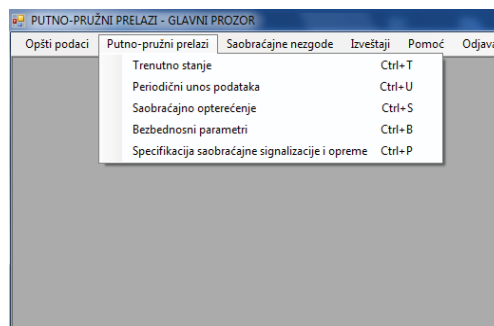 PUTNO-PRUŽNI PRELAZI - GLAVNI PROZOR
Opšti podaci Putno-pružni prelazi Saobraćajne nezgode Izveštaji Pomoć Odjava
Trenutno stanje Ctrl+T
Periodični unos podataka Ctrl+U
Saobraćajno opterećenje Ctrl+S
Bezbednosni parametri Ctrl+B
Specifikacija saobraćajne signalizacije i opreme Ctrl+P